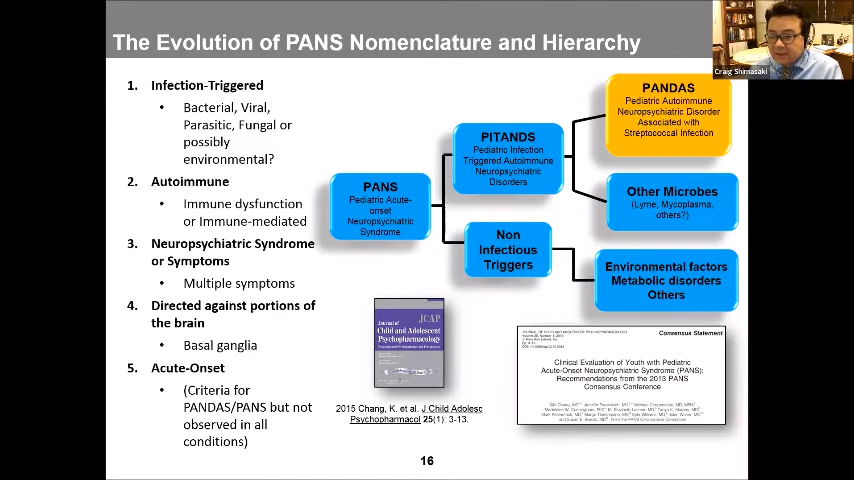 The Evolution of PANS Nomenclature and Hierarchy
Craig Shimasaki
1. Infection-Triggered
• Bacterial, Viral,
Parasitic, Fungal or
possibly
environmental?
2. Autoimmune
• Immune dysfunction
or Immune-mediated
3. Neuropsychiatric Syndrome
or Symptoms
• Multiple symptoms
4. Directed against portions of
the brain
• Basal ganglia
5. Acute-Onset
• (Criteria for
PANDAS/PANS but not
observed in all
conditions)
PANS
Pediatric Acute-
onset
Neuropsychiatric
Syndrome
PITANDS
Pediatric Infection
Triggered Autoimmune
Neuropsychiatric
Disorders
Non
Infectious
Triggers
PANDAS
Pediatric Autoimmune
Neuropsychiatric Disorder
Associated with
Streptococcal Infection
Other Microbes
(Lyme, Mycoplasma,
others?)
Environmental factors
Metabolic disorders
Others
JCAP
Journal of
Child and Adolescent
Psychopharmacology
2015 Chang, K. et al. J Child Adolesc
Psychopharmacol 25(1): 3-13.
JOURNAL OF CHILD AND ADOLESCENT PSYCHOPHARMACOLOGY
Consensus Statement
Clinical Evaluation of Youth with Pediatric
Acute-Onset Neuropsychiatric Syndrome (PANS):
Recommendations from the 2013 PANS
Consensus Conference
16